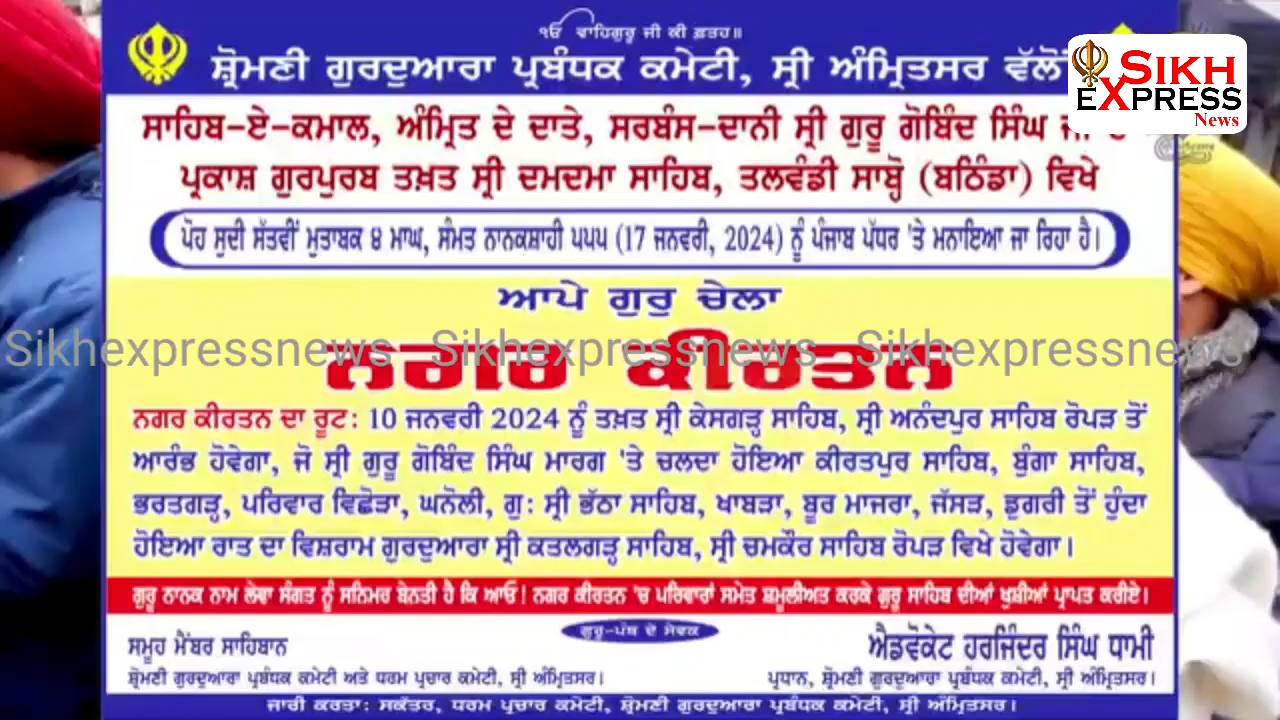 ੴ ਵਾਹਿਗੁਰੂ ਜੀ ਕੀ ਫ਼ਤਹ॥
ਸ਼੍ਰੋਮਣੀ ਗੁਰਦੁਆਰਾ ਪ੍ਰਬੰਧਕ ਕਮੇਟੀ, ਸ੍ਰੀ ਅੰਮ੍ਰਿਤਸਰ ਵੱਲੋਂ
SIKH
EXPRESS
News
ਸਾਹਿਬ-ਏ-ਕਮਾਲ, ਅੰਮ੍ਰਿਤ ਦੇ ਦਾਤੇ, ਸਰਬੰਸ-ਦਾਨੀ ਸ੍ਰੀ ਗੁਰੂ ਗੋਬਿੰਦ ਸਿੰਘ
ਪ੍ਰਕਾਸ਼ ਗੁਰਪੁਰਬ ਤਖ਼ਤ ਸ੍ਰੀ ਦਮਦਮਾ ਸਾਹਿਬ, ਤਲਵੰਡੀ ਸਾਬ੍ਹੋ (ਬਠਿੰਡਾ) ਵਿਖੇ
ਪੋਹ ਸੁਦੀ ਸੱਤਵੀਂ ਮੁਤਾਬਕ ੪ ਮਾਘ, ਸੰਮਤ ਨਾਨਕਸ਼ਾਹੀ ੫੫੫ (17 ਜਨਵਰੀ, 2024) ਨੂੰ ਪੰਜਾਬ ਪੱਧਰ 'ਤੇ ਮਨਾਇਆ ਜਾ ਰਿਹਾ ਹੈ।
ਆਪੇ ਗੁਰੁ ਚੇਲਾ
Sikhexpressnews Sikhexpressnews Sikhexpressnews
ਨਗਰ ਕੀਰਤਨ
ਨਗਰ ਕੀਰਤਨ ਦਾ ਰੂਟ: 10 ਜਨਵਰੀ 2024 ਨੂੰ ਤਖ਼ਤ ਸ੍ਰੀ ਕੇਸਗੜ੍ਹ ਸਾਹਿਬ, ਸ੍ਰੀ ਅਨੰਦਪੁਰ ਸਾਹਿਬ ਰੋਪੜ ਤੋਂ
ਆਰੰਭ ਹੋਵੇਗਾ, ਜੋ ਸ੍ਰੀ ਗੁਰੂ ਗੋਬਿੰਦ ਸਿੰਘ ਮਾਰਗ 'ਤੇ ਚਲਦਾ ਹੋਇਆ ਕੀਰਤਪੁਰ ਸਾਹਿਬ, ਬੁੰਗਾ ਸਾਹਿਬ,
ਭਰਤਗੜ੍ਹ, ਪਰਿਵਾਰ ਵਿਛੋੜਾ, ਘਨੋਲੀ, ਗੁ: ਸ੍ਰੀ ਭੱਠਾ ਸਾਹਿਬ, ਖਾਬੜਾ, ਬੂਰ ਮਾਜਰਾ, ਜੱਸੜ, ਡੁਗਰੀ ਤੋਂ ਹੁੰਦਾ
ਹੋਇਆ ਰਾਤ ਦਾ ਵਿਸ਼ਰਾਮ ਗੁਰਦੁਆਰਾ ਸ੍ਰੀ ਕਤਲਗੜ੍ਹ ਸਾਹਿਬ, ਸ੍ਰੀ ਚਮਕੌਰ ਸਾਹਿਬ ਰੋਪੜ ਵਿਖੇ ਹੋਵੇਗਾ।
ਗੁਰੂ ਨਾਨਕ ਨਾਮ ਲੇਵਾ ਸੰਗਤ ਨੂੰ ਸਨਿਮਰ ਬੇਨਤੀ ਹੈ ਕਿ ਆਓ! ਨਗਰ ਕੀਰਤਨ 'ਚ ਪਰਿਵਾਰਾਂ ਸਮੇਤ ਸ਼ਮੂਲੀਅਤ ਕਰਕੇ ਗੁਰੂ ਸਾਹਿਬ ਦੀਆਂ ਖੁਸ਼ੀਆਂ ਪ੍ਰਾਪਤ ਕਰੀਏ।
ਗੁਰੂ-ਪੰਥ ਦੇ ਸੇਵਕ
ਸਮੂਹ ਮੈਂਬਰ ਸਾਹਿਬਾਨ
ਸ਼੍ਰੋਮਣੀ ਗੁਰਦੁਆਰਾ ਪ੍ਰਬੰਧਕ ਕਮੇਟੀ ਅਤੇ ਧਰਮ ਪ੍ਰਚਾਰ ਕਮੇਟੀ, ਸ੍ਰੀ ਅੰਮ੍ਰਿਤਸਰ।
ਐਡਵੋਕੇਟ ਹਰਜਿੰਦਰ ਸਿੰਘ ਧਾਮੀ
ਪ੍ਰਧਾਨ, ਸ਼੍ਰੋਮਣੀ ਗੁਰਦੁਆਰਾ ਪ੍ਰਬੰਧਕ ਕਮੇਟੀ, ਸ੍ਰੀ ਅੰਮ੍ਰਿਤਸਰ।
ਜਾਰੀ ਕਰਤਾ: ਸਕੱਤਰ, ਧਰਮ ਪ੍ਰਚਾਰ ਕਮੇਟੀ, ਸ਼੍ਰੋਮਣੀ ਗੁਰਦੁਆਰਾ ਪ੍ਰਬੰਧਕ ਕਮੇਟੀ, ਸ੍ਰੀ ਅੰਮ੍ਰਿਤਸਰ।